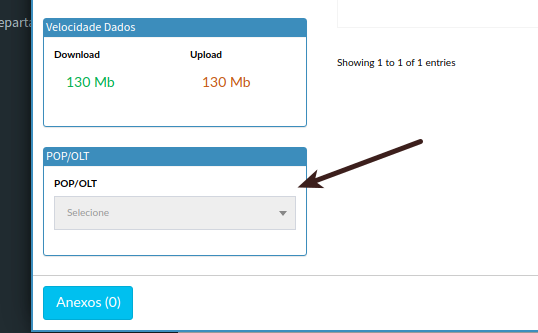 eparta
Velocidade Dados
Download Upload
130 Mb 130 Mb
Showing 1 to 1 of 1 entries
POP/OLT
POP/OLT
Selecione
Anexos (0)